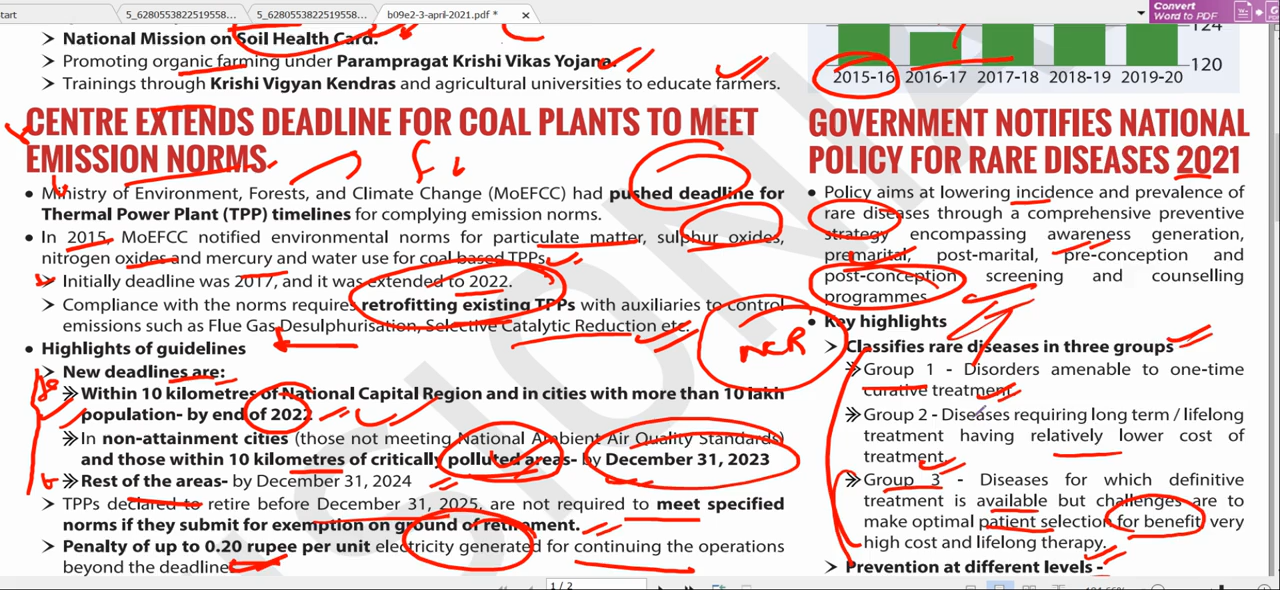 start
5_6280553822519558...
5_6280553822519558...
b09e2-3-april-2021.pdf *
Convert
Word to PDF
➤ National Mission on Soil Health Card.
➤ Promoting organic farming under Parampragat Krishi Vikas Yojana.
➤ Trainings through Krishi Vigyan Kendras and agricultural universities to educate farmers.
CENTRE EXTENDS DEADLINE FOR COAL PLANTS TO MEET
EMISSION NORMS
• Ministry of Environment, Forests, and Climate Change (MoEFCC) had pushed deadline for
Thermal Power Plant (TPP) timelines for complying emission norms.
• In 2015, MoEFCC notified environmental norms for particulate matter, sulphur oxides,
nitrogen oxides and mercury and water use for coal based TPPs.
➤ Initially deadline was 2017, and it was extended to 2022.
➤ Compliance with the norms requires retrofitting existing TPPs with auxiliaries to control
emissions such as Flue Gas Desulphurisation, Selective Catalytic Reduction etc.
• Highlights of guidelines
➤ New deadlines are:
Within 10 kilometres of National Capital Region and in cities with more than 10 lakh
population- by end of 2022
In non-attainment cities (those not meeting National Ambient Air Quality Standards)
and those within 10 kilometres of critically polluted areas- by December 31, 2023
Rest of the areas- by December 31, 2024
➤ TPPs declared to retire before December 31, 2025, are not required to meet specified
norms if they submit for exemption on ground of retirement.
➤ Penalty of up to 0.20 rupee per unit electricity generated for continuing the operations
beyond the deadline
NCR
124
120
2015-16 2016-17 2017-18 2018-19 2019-20
GOVERNMENT NOTIFIES NATIONAL
POLICY FOR RARE DISEASES 2021
• Policy aims at lowering incidence and prevalence of
rare diseases through a comprehensive preventive
strategy encompassing awareness generation,
premarital, post-marital, pre-conception and
post-conception screening and counselling
programmes.
• Key highlights
➤ Classifies rare diseases in three groups
Group 1 - Disorders amenable to one-time
curative treatment.
Group 2 - Diseases requiring long term / lifelong
treatment having relatively lower cost of
treatment.
Group 3 - Diseases for which definitive
treatment is available but challenges are to
make optimal patient selection for benefit, very
high cost and lifelong therapy.
➤ Prevention at different levels -
1 / 2